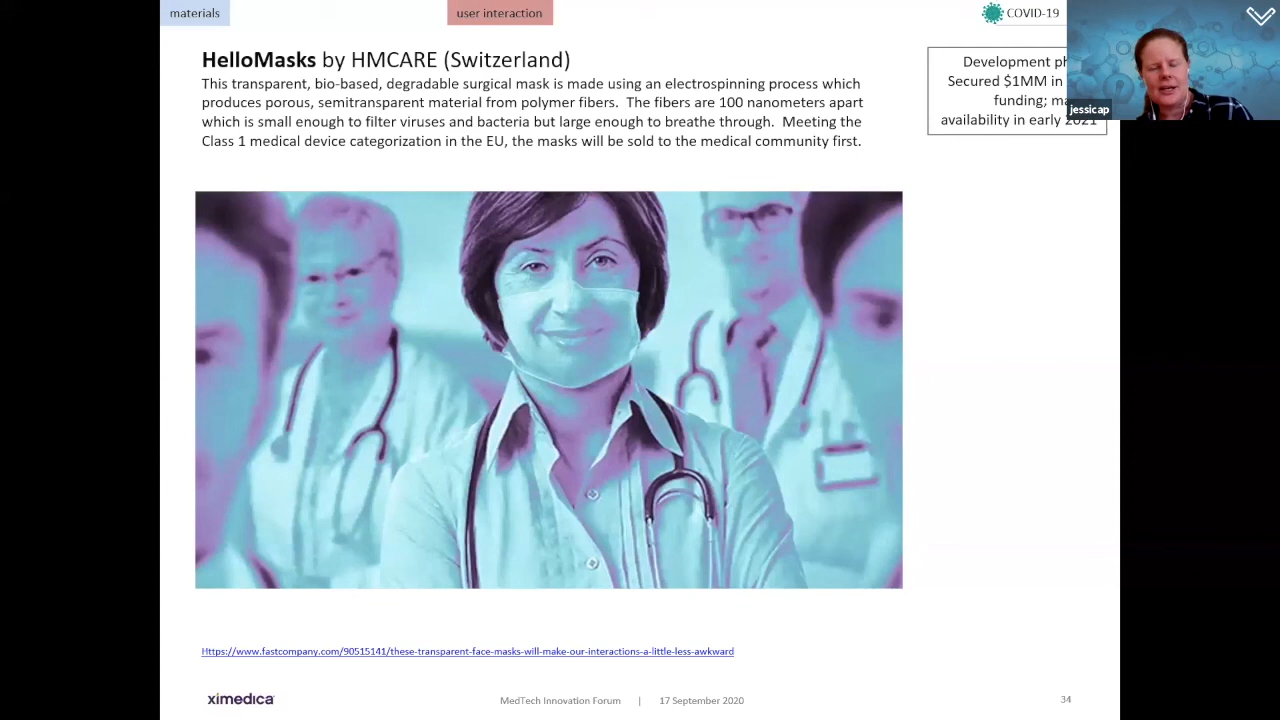 materials
user interaction
COVID-19
HelloMasks by HMCARE (Switzerland)
This transparent, bio-based, degradable surgical mask is made using an electrospinning process which
produces porous, semitransparent material from polymer fibers. The fibers are 100 nanometers apart
which is small enough to filter viruses and bacteria but large enough to breathe through. Meeting the
Class 1 medical device categorization in the EU, the masks will be sold to the medical community first.
Development
Secured $1MM in
funding;
availability in early 2021
jessicap
Https://www.fastcompany.com/90515141/these-transparent-face-masks-will-make-our-interactions-a-little-less-awkward
ximedica
MedTech Innovation Forum | 17 September 2020
34